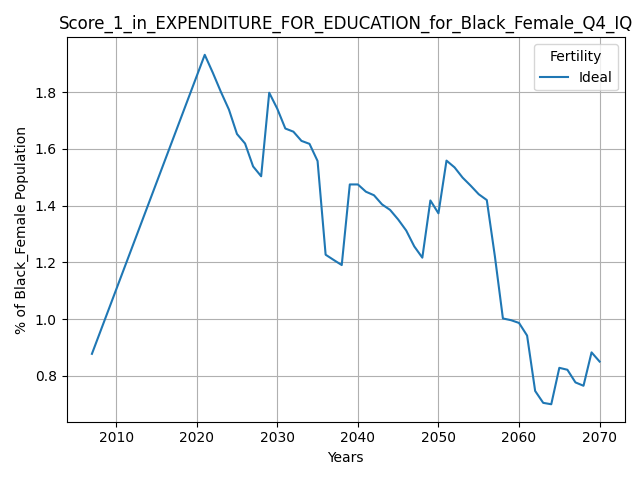 Score_1_in_EXPENDITURE_FOR_EDUCATION_for_Black_Female_Q4_IQ
Fertility
Ideal
% of Black_Female Population
1.8
1.6
1.4
1.2
1.0
0.8
2010 2020 2030 2040 2050 2060 2070
Years